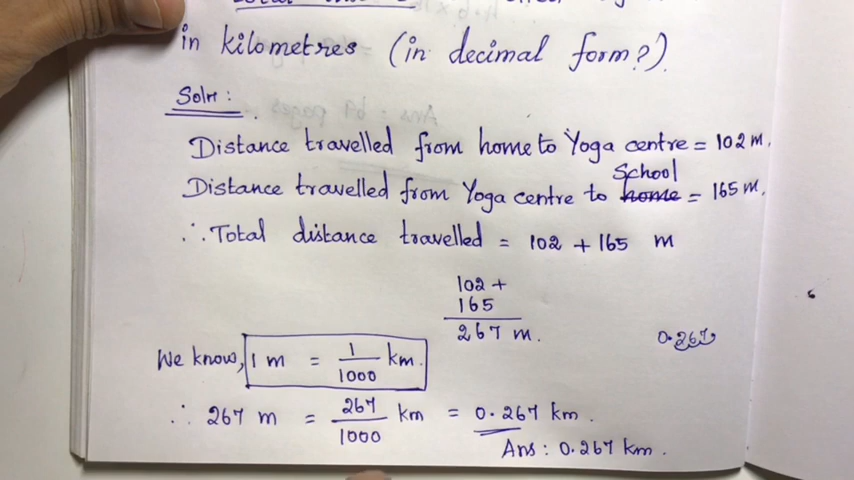 in kilometres (in decimal form?)
Soln:
Distance travelled from home to Yoga centre = 102 m.
School
Distance travelled from Yoga centre to home = 165 m.
∴ Total distance travelled = 102 + 165 m
102 +
165
267 m.
0.267
We know, 1 m = 1/1000 km.
∴ 267 m = 267/1000 km = 0.267 km.
Ans : 0.267 km.